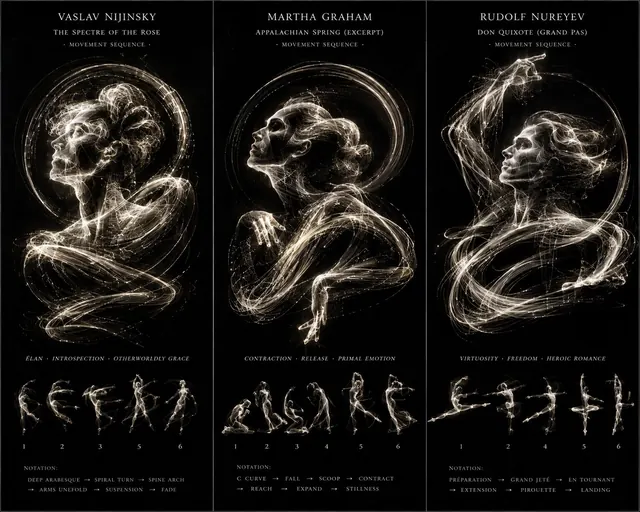 VASLAV NIJINSKY
THE SPECTRE OF THE ROSE
· MOVEMENT SEQUENCE ·
ÉLAN · INTROSPECTION · OTHERWORLDLY GRACE
1 2 3 5 6
NOTATION:
DEEP ARABESQUE → SPIRAL TURN → SPINE ARCH
→ ARMS UNFOLD → SUSPENSION → FADE
MARTHA GRAHAM
APPALACHIAN SPRING (EXCERPT)
· MOVEMENT SEQUENCE ·
CONTRACTION · RELEASE · PRIMAL EMOTION
1 2 3 4 5 6
NOTATION:
C CURVE → FALL → SCOOP → CONTRACT
→ REACH → EXPAND → STILLNESS
RUDOLF NUREYEV
DON QUIXOTE (GRAND PAS)
· MOVEMENT SEQUENCE ·
VIRTUOSITY · FREEDOM · HEROIC ROMANCE
1 2 4 5 6
NOTATION:
PRÉPARATION → GRAND JETÉ → EN TOURNANT
→ EXTENSION → PIROUETTE → LANDING